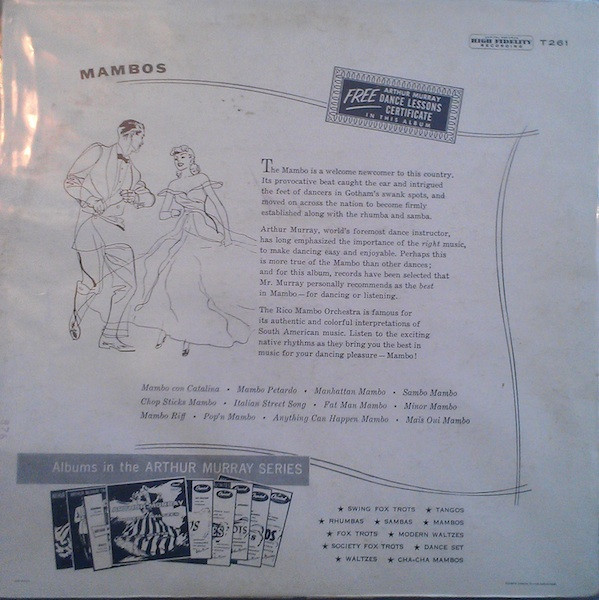 HIGH FIDELITY
RECORDING
T261
MAMBOS
FREE ARTHUR MURRAY
DANCE LESSONS
CERTIFICATE
IN THIS ALBUM
The Mambo is a welcome newcomer to this country.
Its provocative beat caught the ear and intrigued
the feet of dancers in Gotham's swank spots, and
moved on across the nation to become firmly
established along with the rhumba and samba.
Arthur Murray, world's foremost dance instructor,
has long emphasized the importance of the right music,
to make dancing easy and enjoyable. Perhaps this
is more true of the Mambo than other dances;
and for this album, records have been selected that
Mr. Murray personally recommends as the best
in Mambo—for dancing or listening.
The Rico Mambo Orchestra is famous for
its authentic and colorful interpretations of
South American music. Listen to the exciting
native rhythms as they bring you the best in
music for your dancing pleasure—Mambo!
Mambo con Catalina • Mambo Petardo • Manhattan Mambo • Sambo Mambo
Chop Sticks Mambo • Italian Street Song • Fat Man Mambo • Minor Mambo
Mambo Riff • Pop'n Mambo • Anything Can Happen Mambo • Mais Oui Mambo
Albums in the ARTHUR MURRAY SERIES
★ SWING FOX TROTS ★ TANGOS
★ RHUMBAS ★ SAMBAS ★ MAMBOS
★ FOX TROTS ★ MODERN WALTZES
★ SOCIETY FOX TROTS ★ DANCE SET
★ WALTZES ★ CHA-CHA MAMBOS